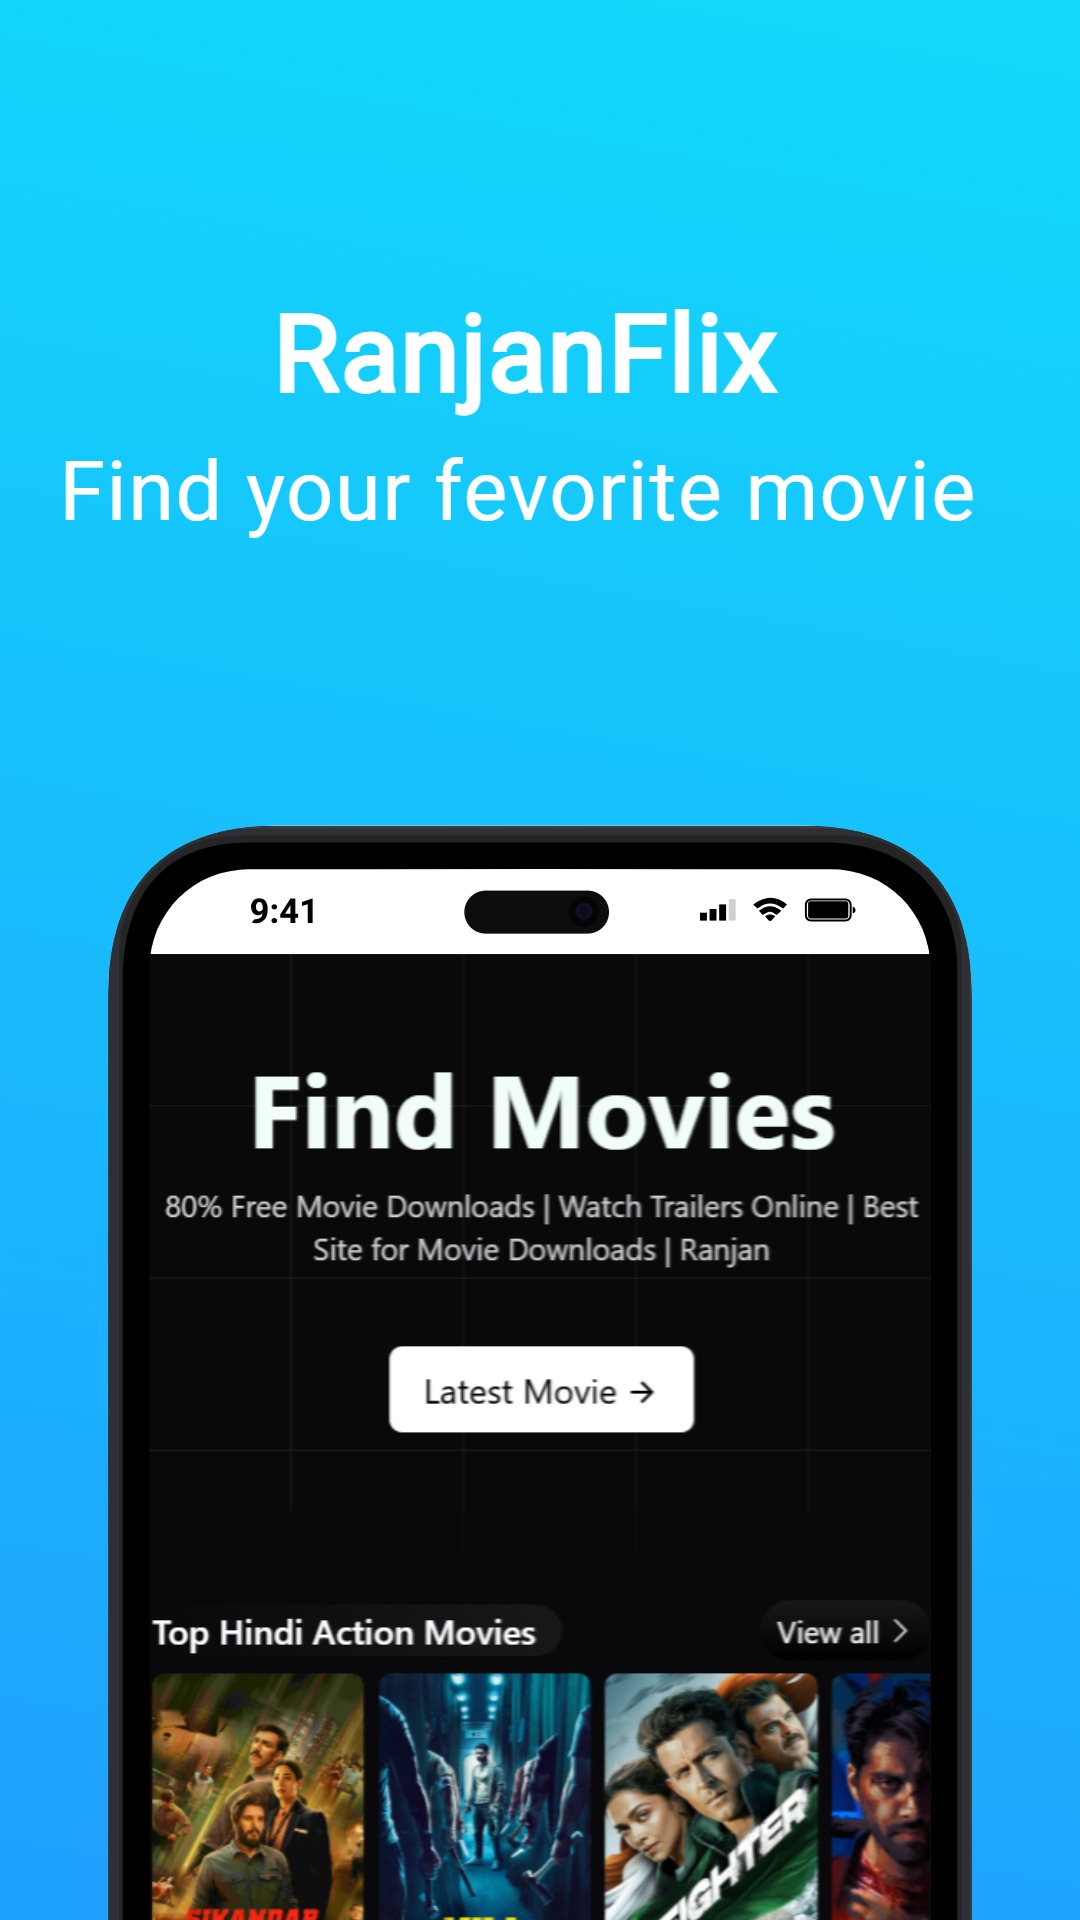 RanjanFlix
Find your fevorite movie
9:41
Find Movies
80% Free Movie Downloads | Watch Trailers Online | Best
Site for Movie Downloads | Ranjan
Latest Movie →
Top Hindi Action Movies
View all >
SIKANDAR
FIGHTER